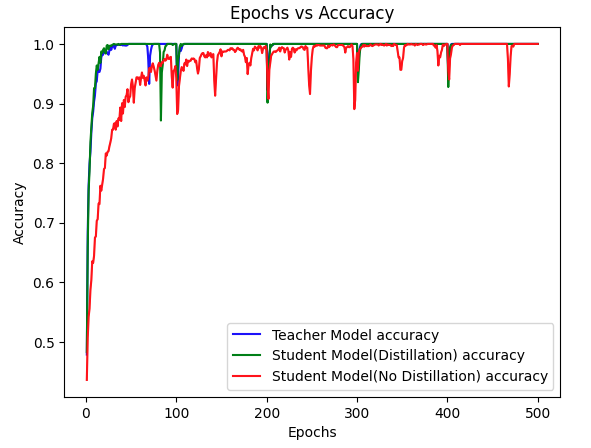 Epochs vs Accuracy
1.0
0.9
0.8
0.7
0.6
0.5
Accuracy
Teacher Model accuracy
Student Model(Distillation) accuracy
Student Model(No Distillation) accuracy
0 100 200 300 400 500
Epochs